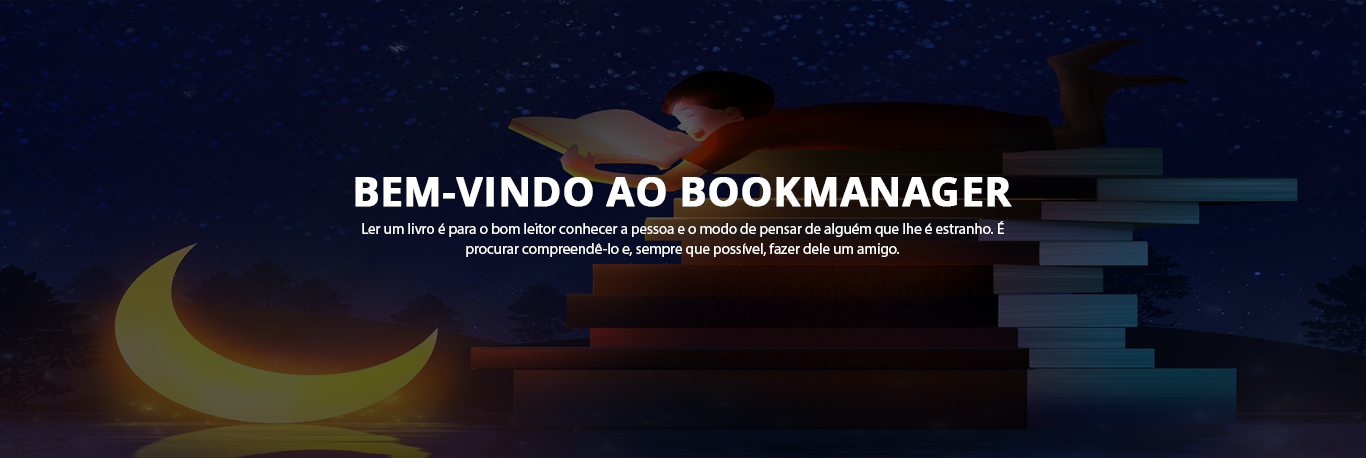 BEM-VINDO AO BOOKMANAGER
Ler um livro é para o bom leitor conhecer a pessoa e o modo de pensar de alguém que lhe é estranho. É
procurar compreendê-lo e, sempre que possível, fazer dele um amigo.